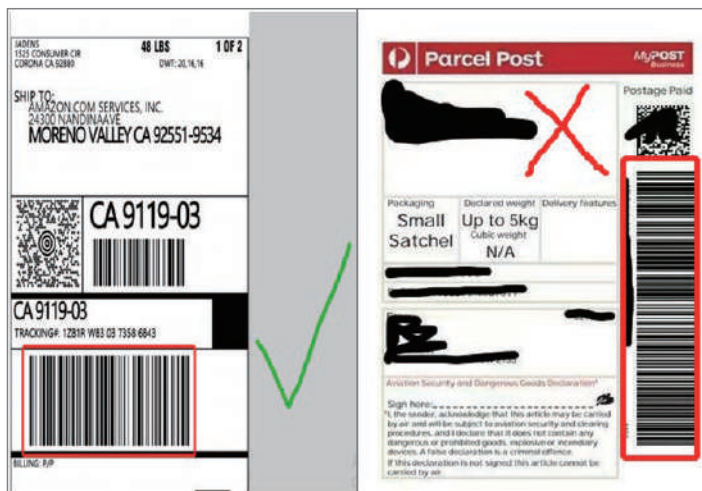 JADENS
1525 CONSUMER CIR
CORONA CA 92880
48 LBS
1 OF 2
DWT: 20,16,16
SHIP TO:
AMAZON.COM SERVICES, INC.
24300 NANDINAAVE
MORENO VALLEY CA 92551-9534
CA 9119-03
CA 9119-03
TRACKING#: 1ZB1R W83 03 7358 6843
BILLING: P/P
Parcel Post
MyPOST
Business
Postage Paid
Packaging
Small
Satchel
Declared weight
Up to 5kg
Cubic weight
N/A
Delivery features
Aviation Security and Dangerous Goods Declaration*
Sign here:
*I, the sender, acknowledge that this article may be carried
by air and will be subject to aviation security and clearing
procedures, and I declare that it does not contain any
dangerous or prohibited goods, explosive or incendiary
devices. A false declaration is a criminal offence.
If this declaration is not signed this article cannot be
carried by air.